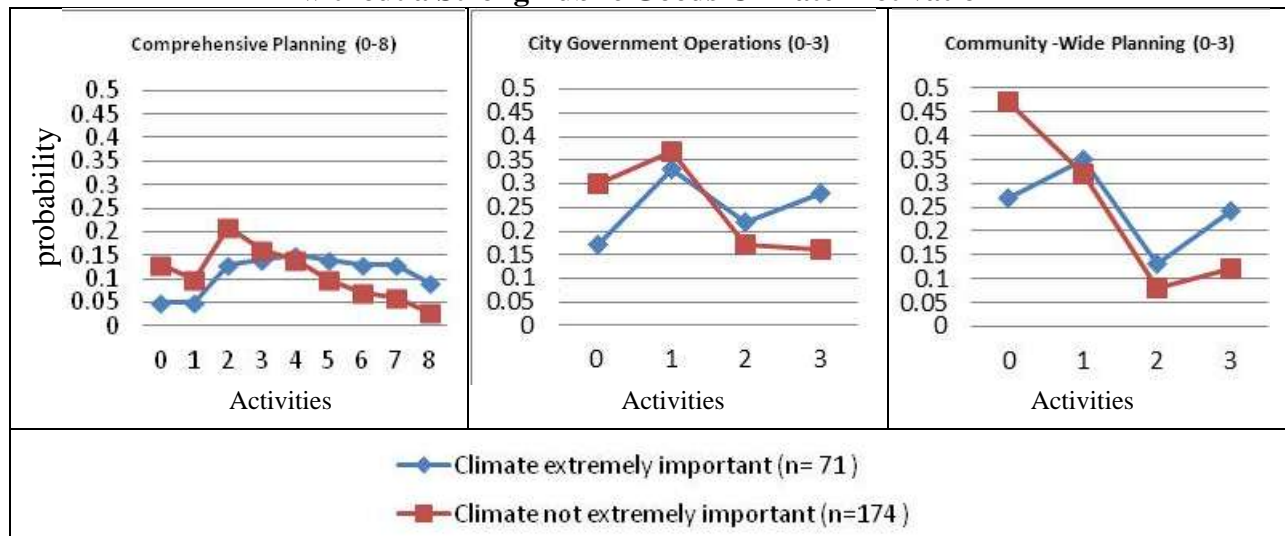 Comprehensive Planning (0-8)
probability
0.5
0.45
0.4
0.35
0.3
0.25
0.2
0.15
0.1
0.05
0
0 1 2 3 4 5 6 7 8
Activities
City Government Operations (0-3)
0.5
0.45
0.4
0.35
0.3
0.25
0.2
0.15
0.1
0.05
0
0 1 2 3
Activities
Community -Wide Planning (0-3)
0.5
0.45
0.4
0.35
0.3
0.25
0.2
0.15
0.1
0.05
0
0 1 2 3
Activities
Climate extremely important (n= 71 )
Climate not extremely important (n=174 )